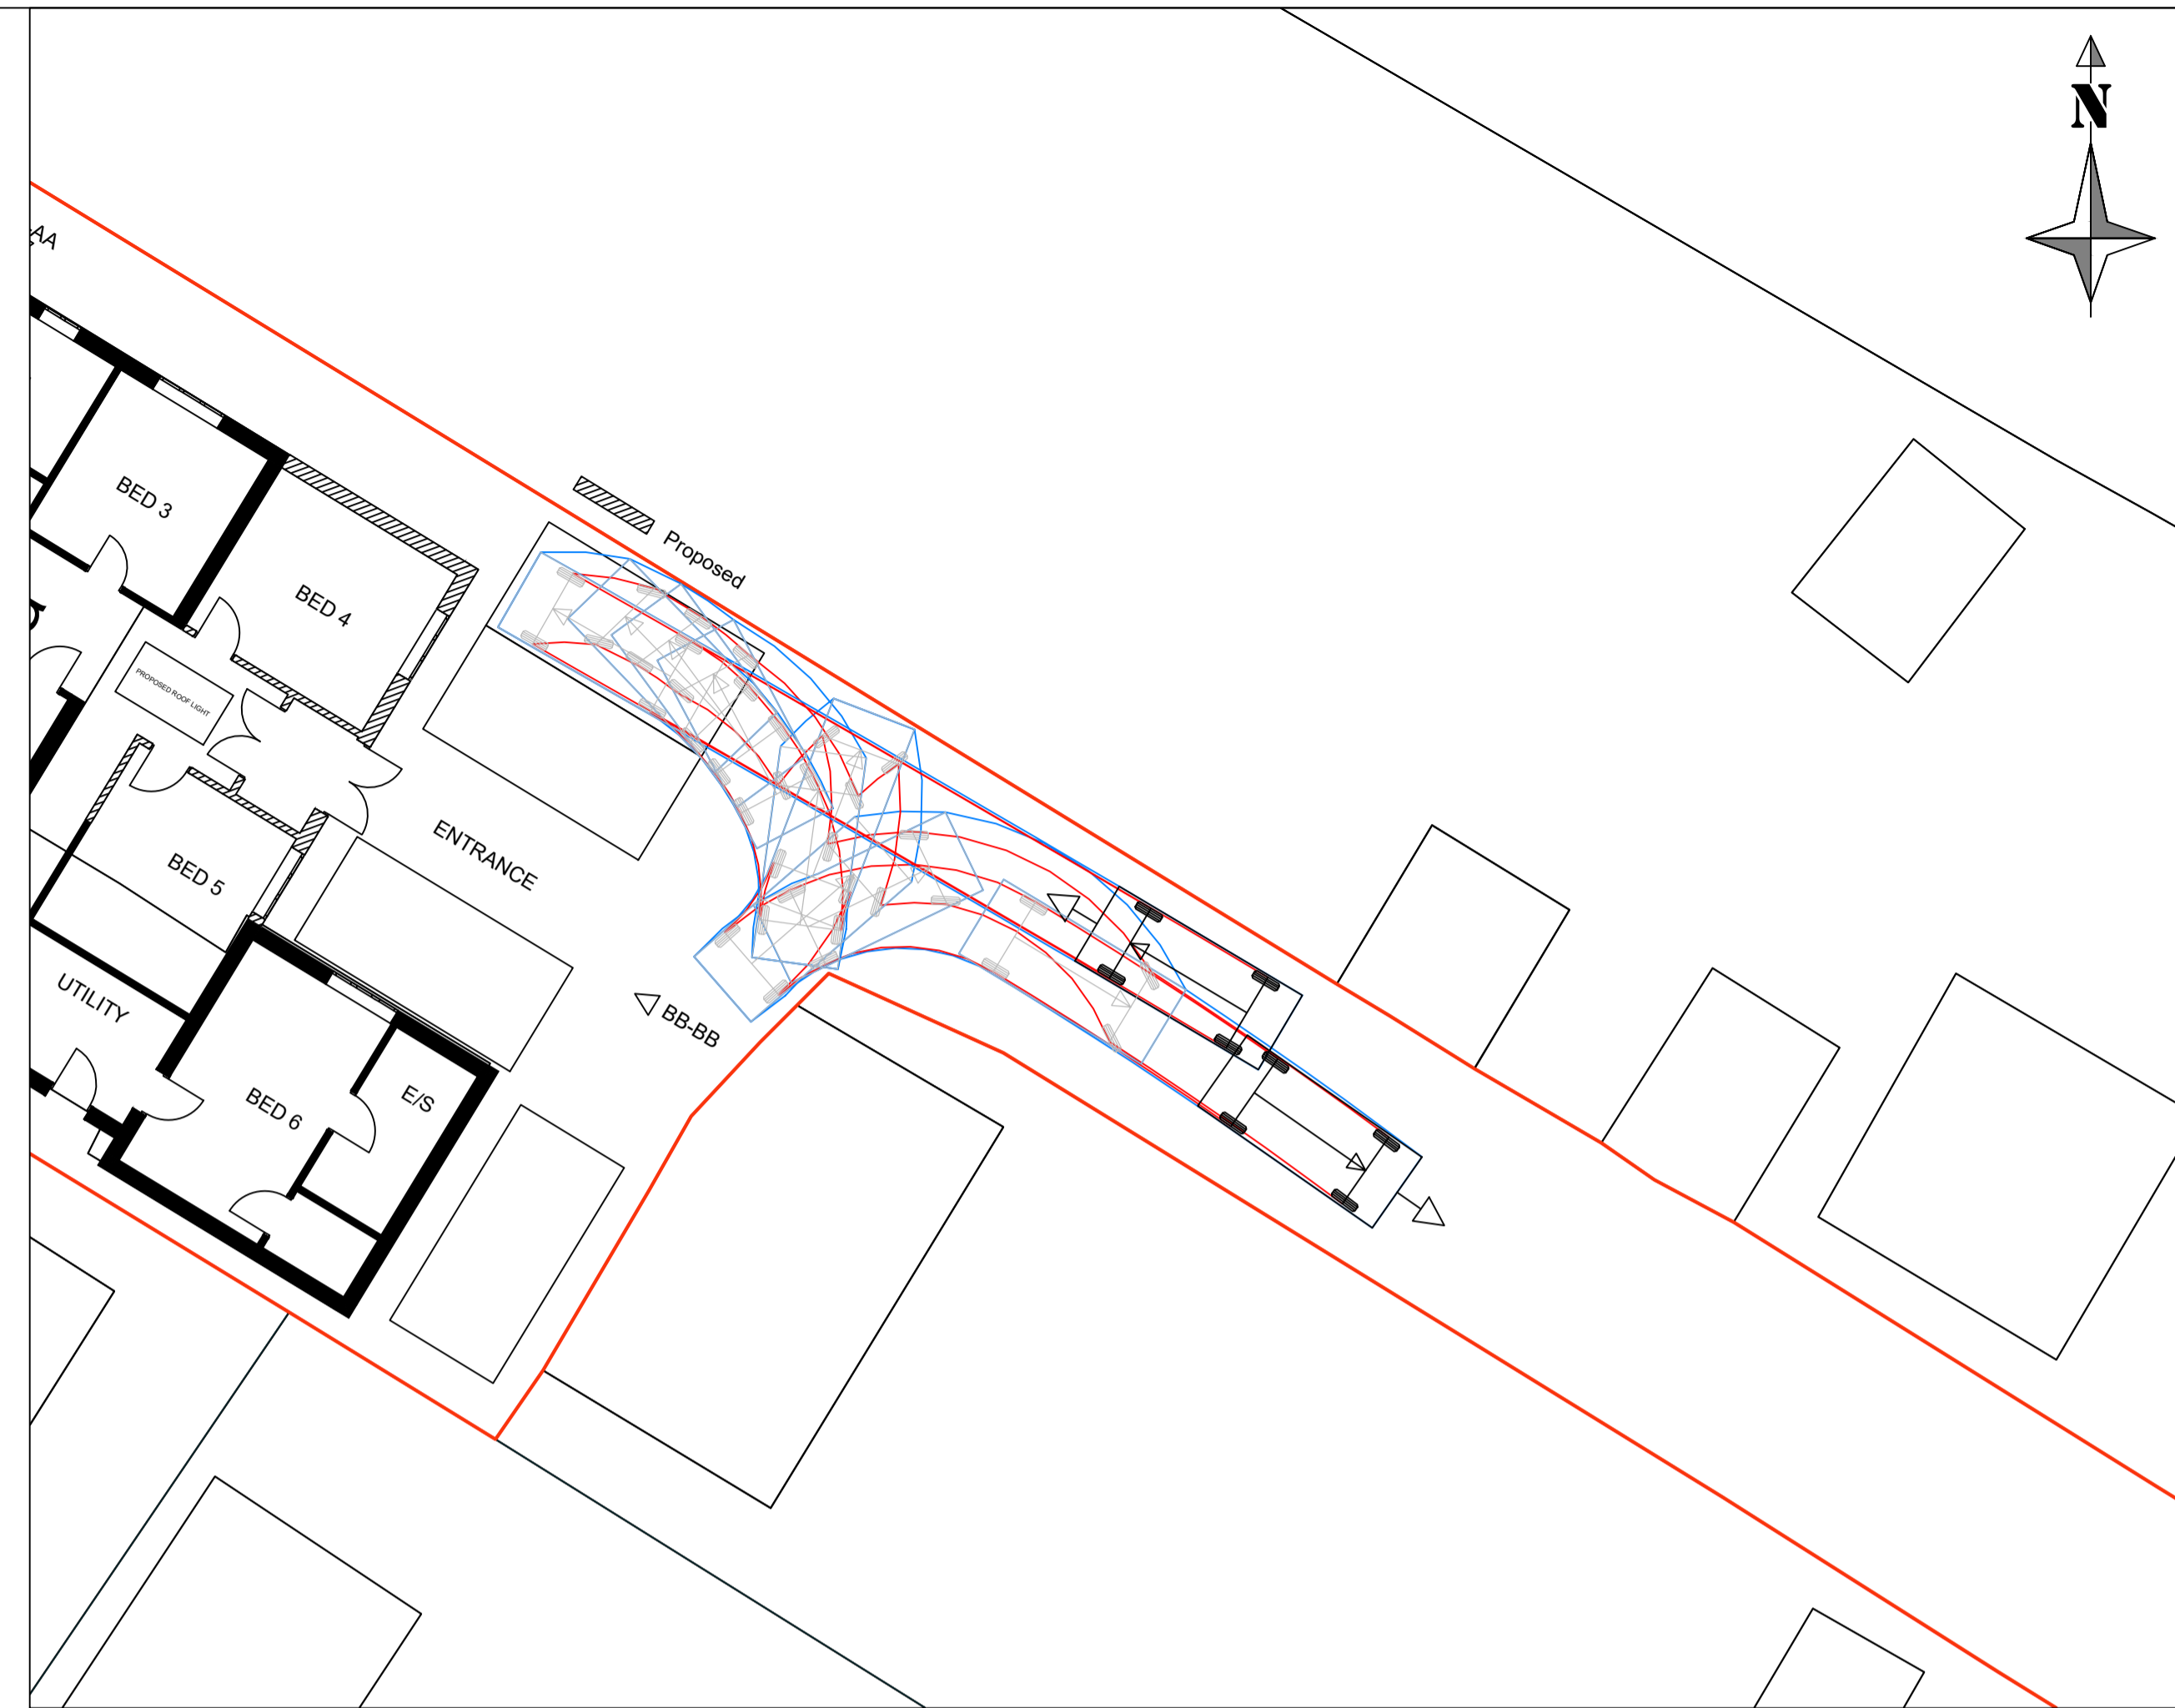 N
AA
BED 3
Proposed
BED 4
PROPOSED ROOF LIGHT
ENTRANCE
BED 5
UTILITY
BB-BB
BED 6
E/S